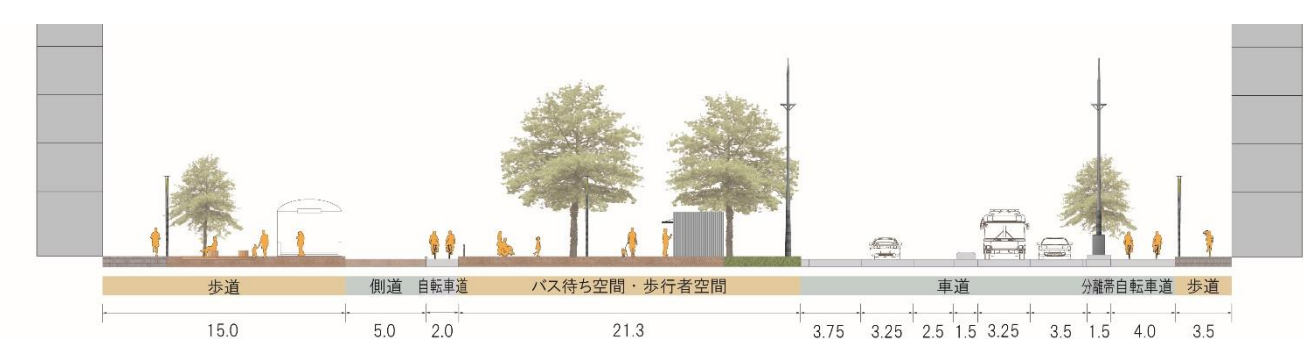 歩道 側道 自転車道 バス待ち空間・歩行者空間 車道 分離帯 自転車道 歩道
15.0 5.0 2.0 21.3 3.75 3.25 2.5 1.5 3.25 3.5 1.5 4.0 3.5